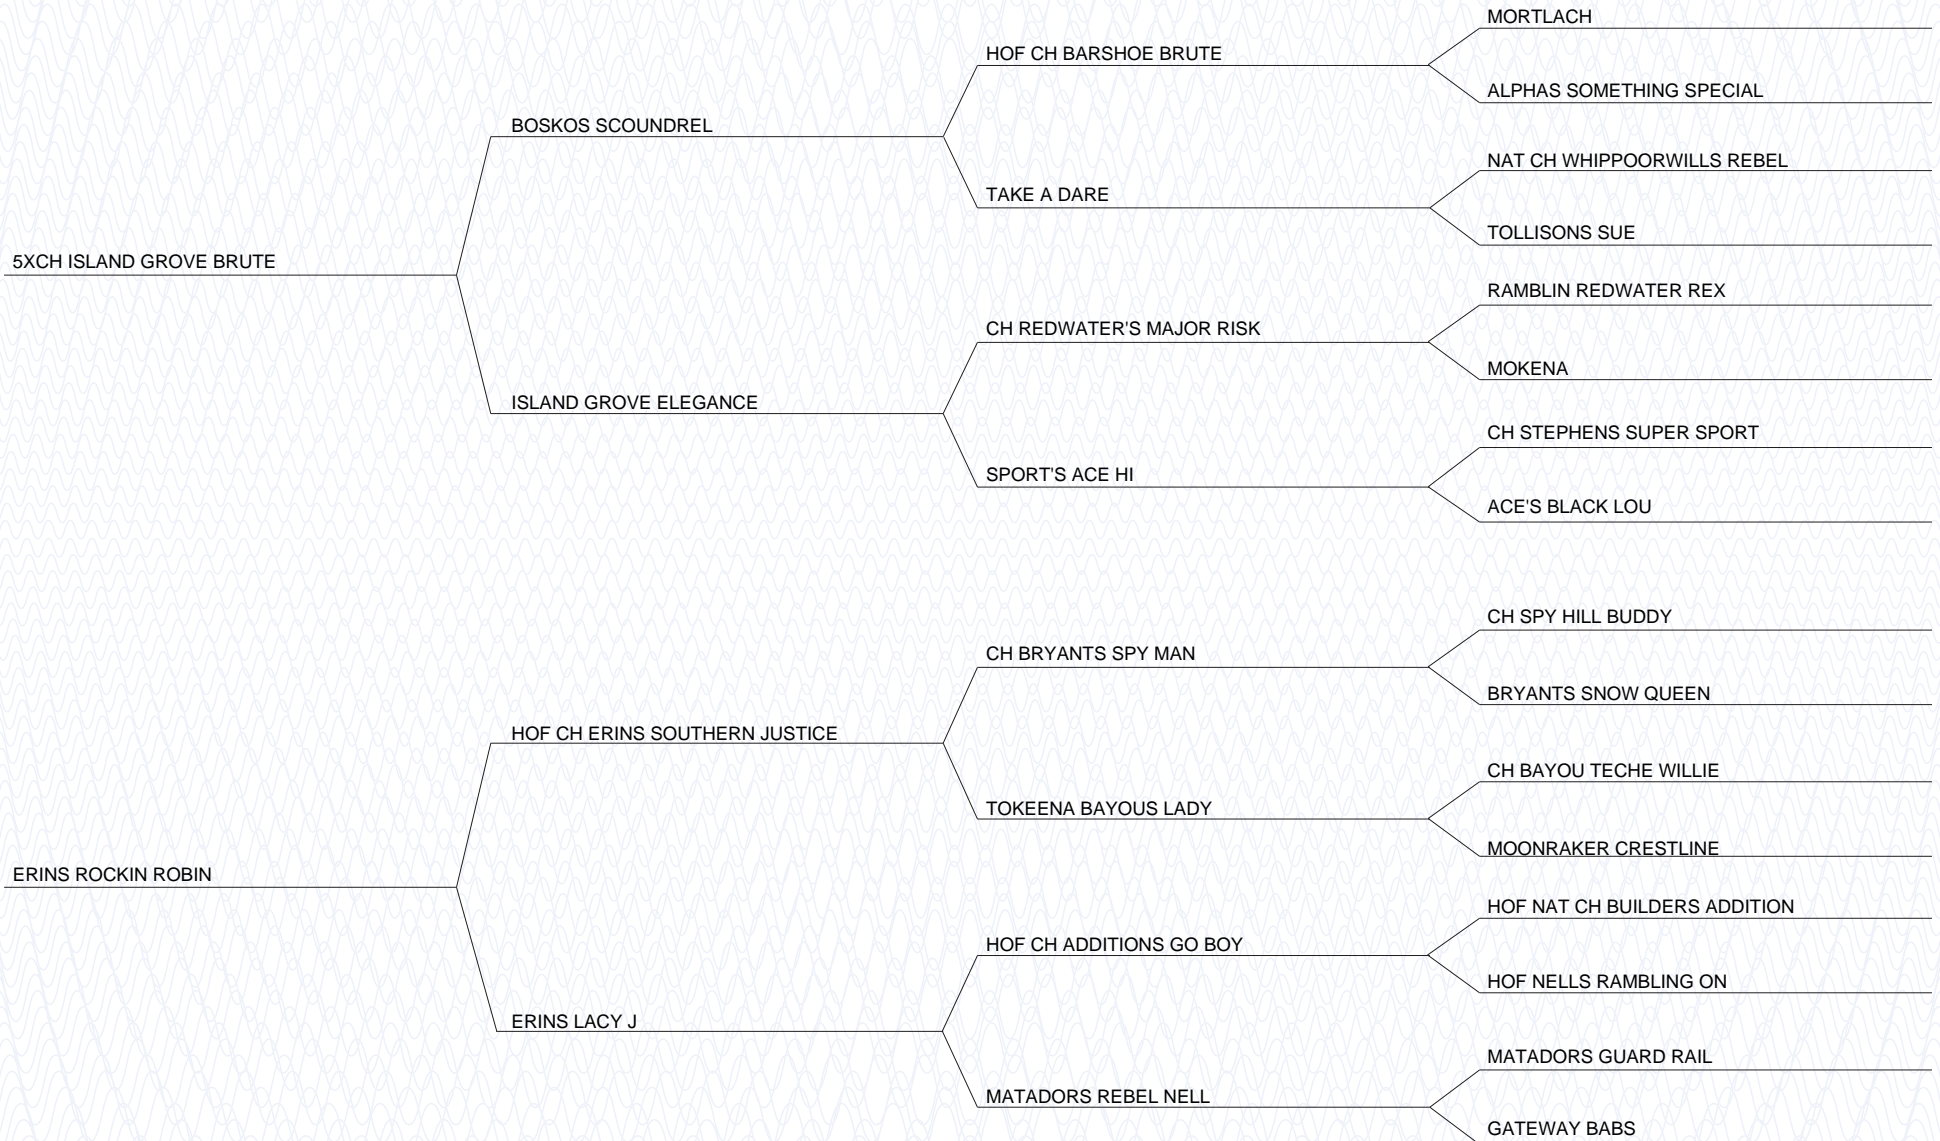 MORTLACH
HOF CH BARSHOE BRUTE
ALPHAS SOMETHING SPECIAL
BOSKOS SCOUNDREL
NAT CH WHIPPOORWILLS REBEL
TAKE A DARE
TOLLISONS SUE
5XCH ISLAND GROVE BRUTE
RAMBLIN REDWATER REX
CH REDWATER'S MAJOR RISK
MOKENA
ISLAND GROVE ELEGANCE
CH STEPHENS SUPER SPORT
SPORT'S ACE HI
ACE'S BLACK LOU
CH SPY HILL BUDDY
CH BRYANTS SPY MAN
BRYANTS SNOW QUEEN
HOF CH ERINS SOUTHERN JUSTICE
CH BAYOU TECHE WILLIE
TOKEENA BAYOUS LADY
MOONRAKER CRESTLINE
ERINS ROCKIN ROBIN
HOF NAT CH BUILDERS ADDITION
HOF CH ADDITIONS GO BOY
HOF NELLS RAMBLING ON
ERINS LACY J
MATADORS GUARD RAIL
MATADORS REBEL NELL
GATEWAY BABS